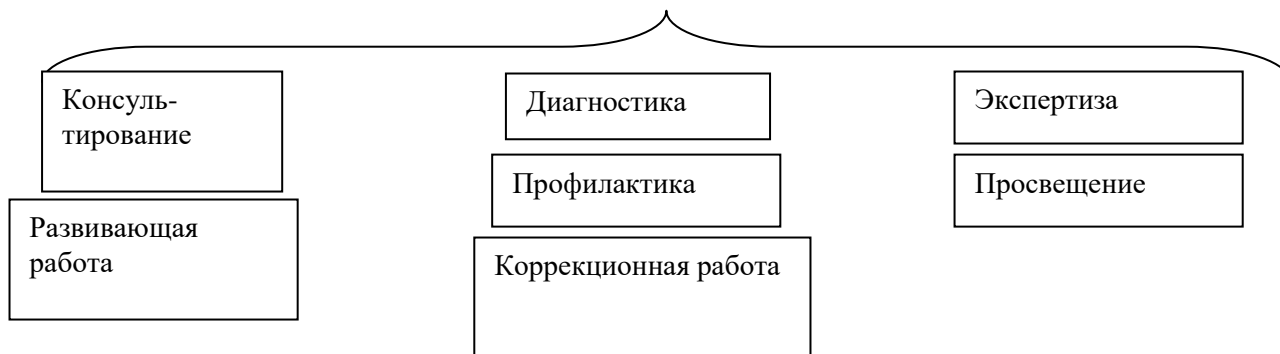 Консуль-
тирование
Развивающая
работа
Диагностика
Профилактика
Коррекционная работа
Экспертиза
Просвещение